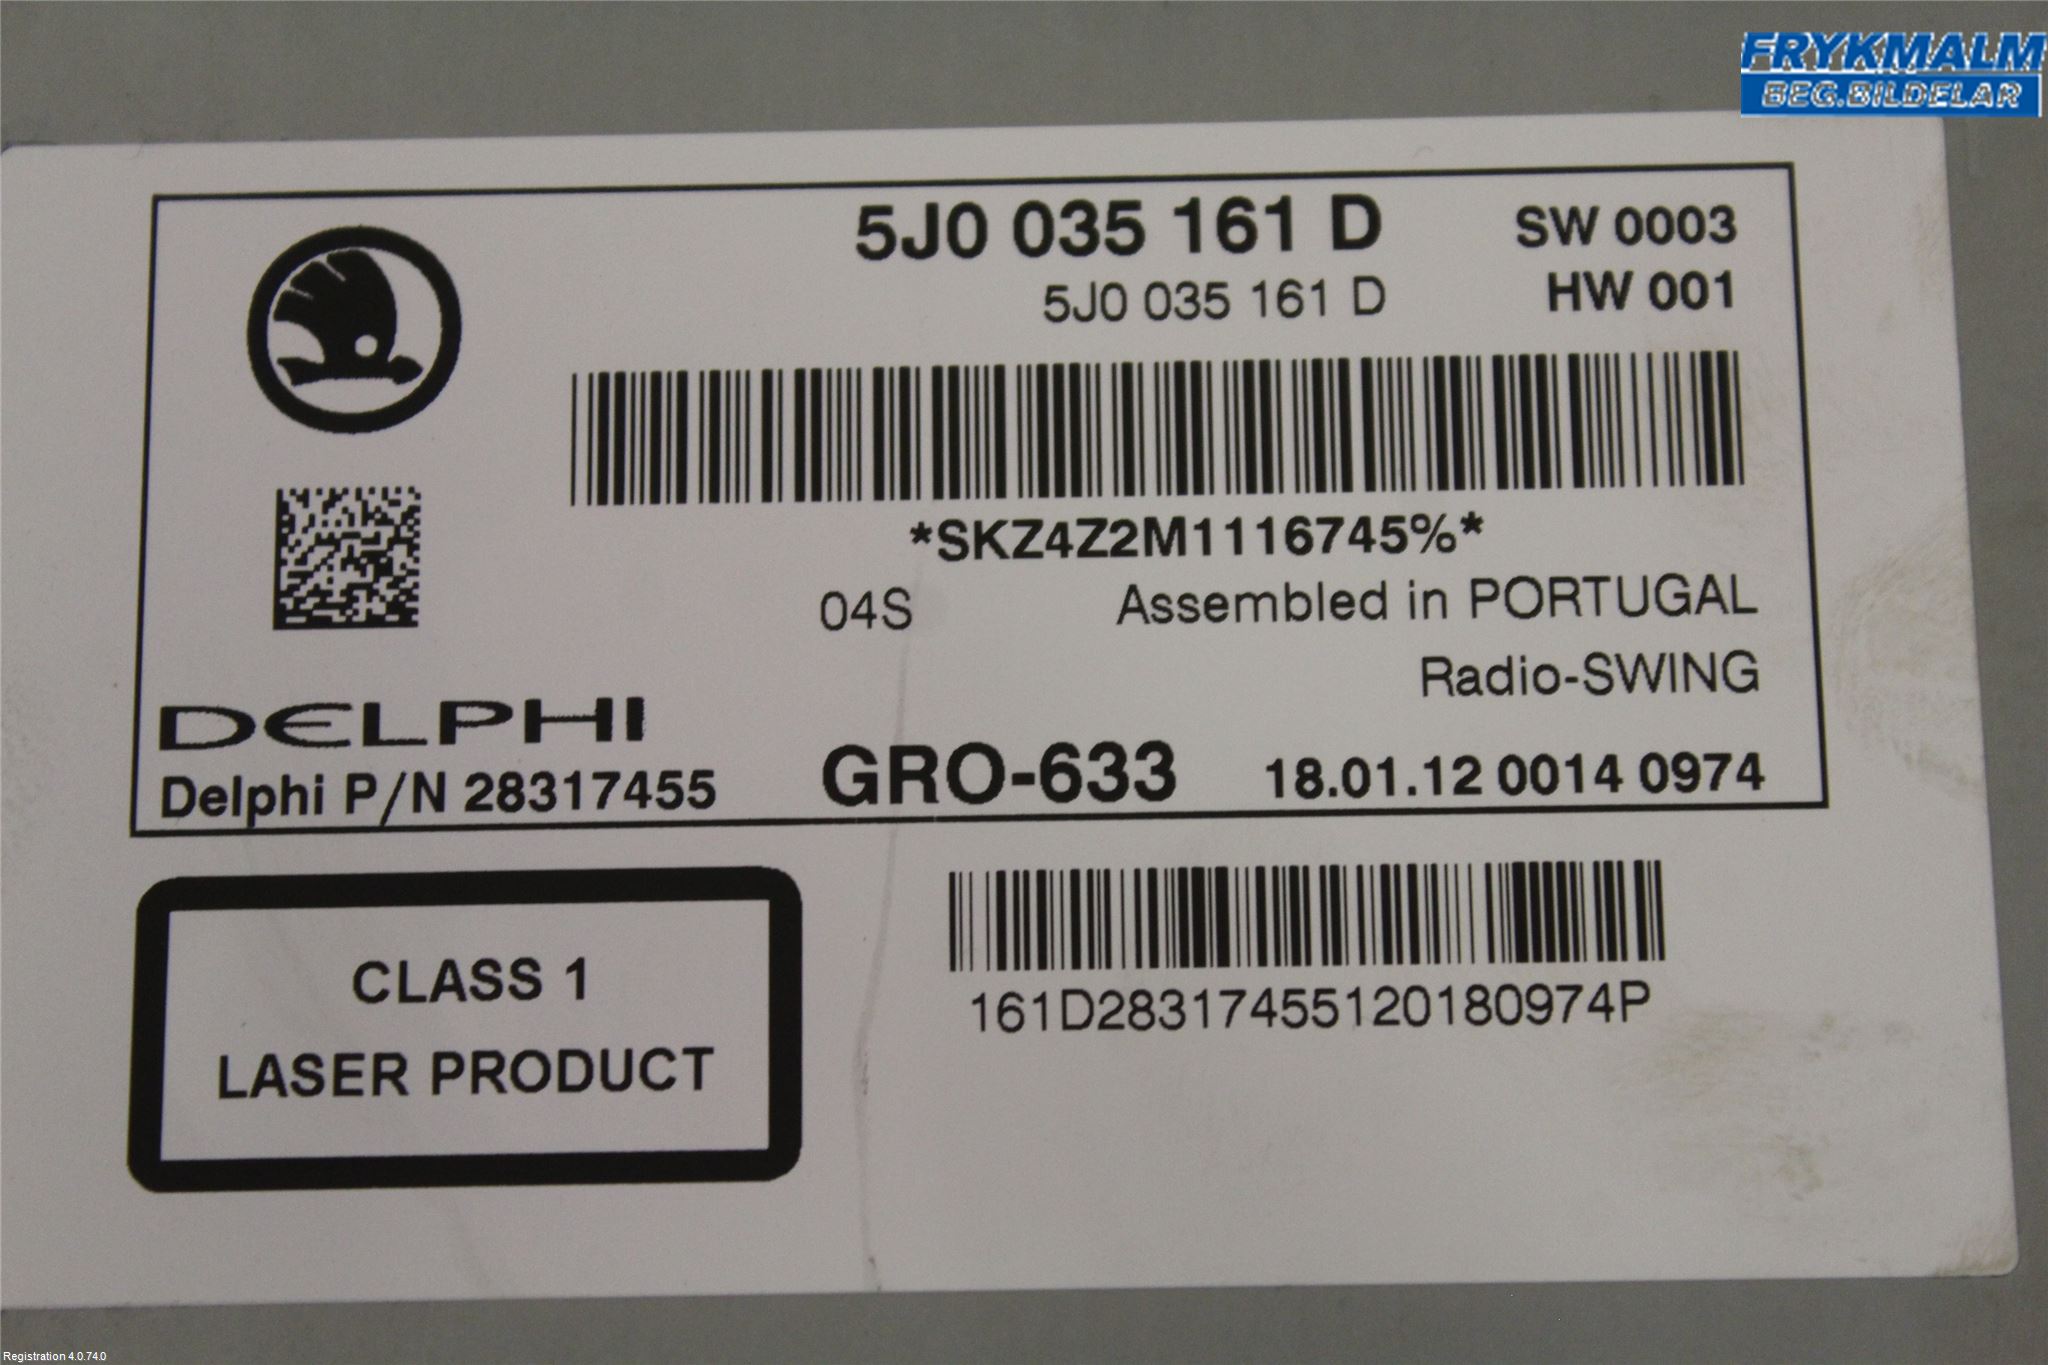 FRYKMALM
BEG.BILDELAR
5J0 035 161 D
SW 0003
5J0 035 161 D
HW 001
*SKZ4Z2M1116745%*
04S
Assembled in PORTUGAL
Radio-SWING
DELPHI
Delphi P/N 28317455
GRO-633
18.01.12 0014 0974
CLASS 1
LASER PRODUCT
161D28317455120180974P
Registration 4.0.74.0